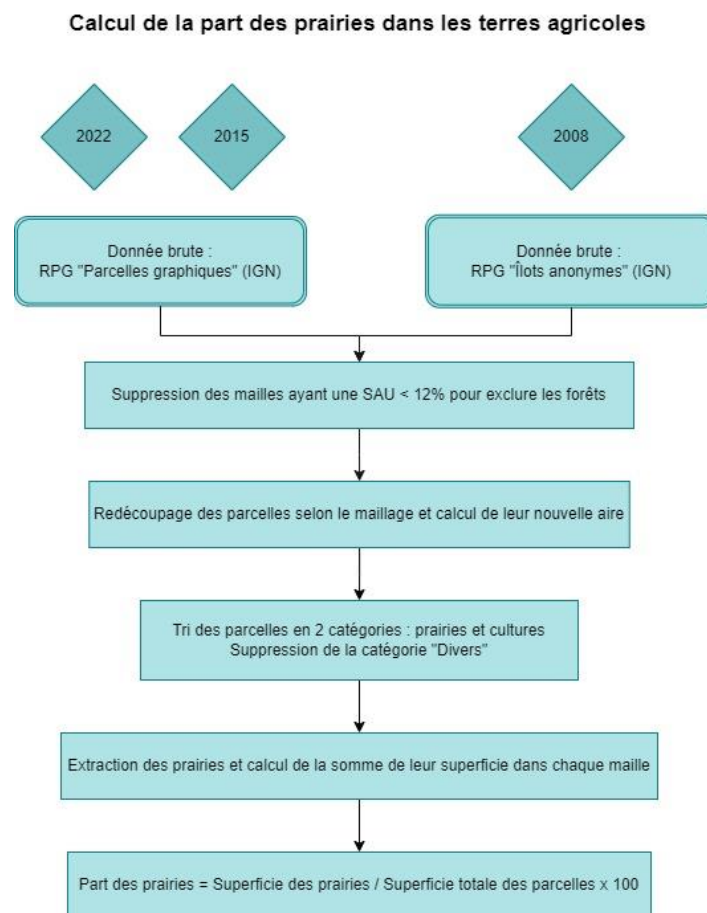 Calcul de la part des prairies dans les terres agricoles
2022
2015
2008
Donnée brute :
RPG "Parcelles graphiques" (IGN)
Donnée brute :
RPG "Îlots anonymes" (IGN)
Suppression des mailles ayant une SAU < 12% pour exclure les forêts
Redécoupage des parcelles selon le maillage et calcul de leur nouvelle aire
Tri des parcelles en 2 catégories : prairies et cultures
Suppression de la catégorie "Divers"
Extraction des prairies et calcul de la somme de leur superficie dans chaque maille
Part des prairies = Superficie des prairies / Superficie totale des parcelles x 100